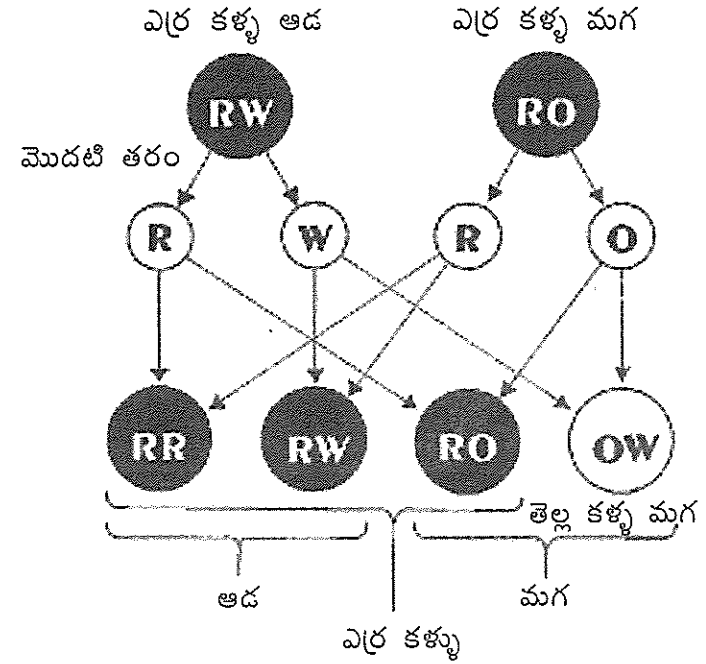 ఎర్ర కళ్ళ ఆడ ఎర్ర కళ్ళ మగ
RW RO
మొదటి తరం
R W R O
RR RW RO OW
తెల్ల కళ్ళ మగ
ఆడ మగ
ఎర్ర కళ్ళు